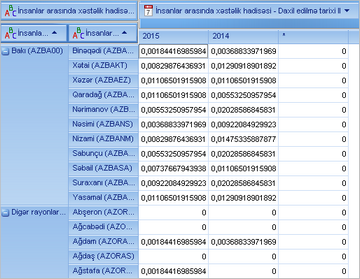 İnsanlar arasında xəstəlik hadisə...
İnsanlar arasında xəstəlik hadisəsi - Daxil edilmə tarixi İl
İnsanla... İnsanlar... 2015 2014 *
Bakı (AZBA00) Binəqədi (AZBA... 0,00184416985984 0,00368833971969 0
Xətai (AZBAKT) 0,00829876436931 0,01290918901892 0
Xəzər (AZBAEZ) 0,01106501915908 0,01106501915908 0
Qaradağ (AZBA... 0,01106501915908 0,00553250957954 0
Nərimanov (AZBA... 0,00553250957954 0,02028586845831 0
Nəsimi (AZBANS) 0,00368833971969 0,00922084929923 0
Nizami (AZBANM) 0,00829876436931 0,01475335887877 0
Sabunçu (AZBA... 0,00553250957954 0,02028586845831 0
Səbail (AZBASA) 0,00737667943938 0,01106501915908 0
Suraxanı (AZBA... 0,00922084929923 0,02028586845831 0
Yasamal (AZBA... 0,01106501915908 0,01290918901892 0
Digər rayonlar... Abşeron (AZOR... 0 0 0
Ağcabədi (AZO... 0 0 0
Ağdam (AZORA... 0,00184416985984 0,00368833971969 0
Ağdaş (AZORAS) 0 0 0
Ağstafa (AZOR... 0,00184416985984 0 0